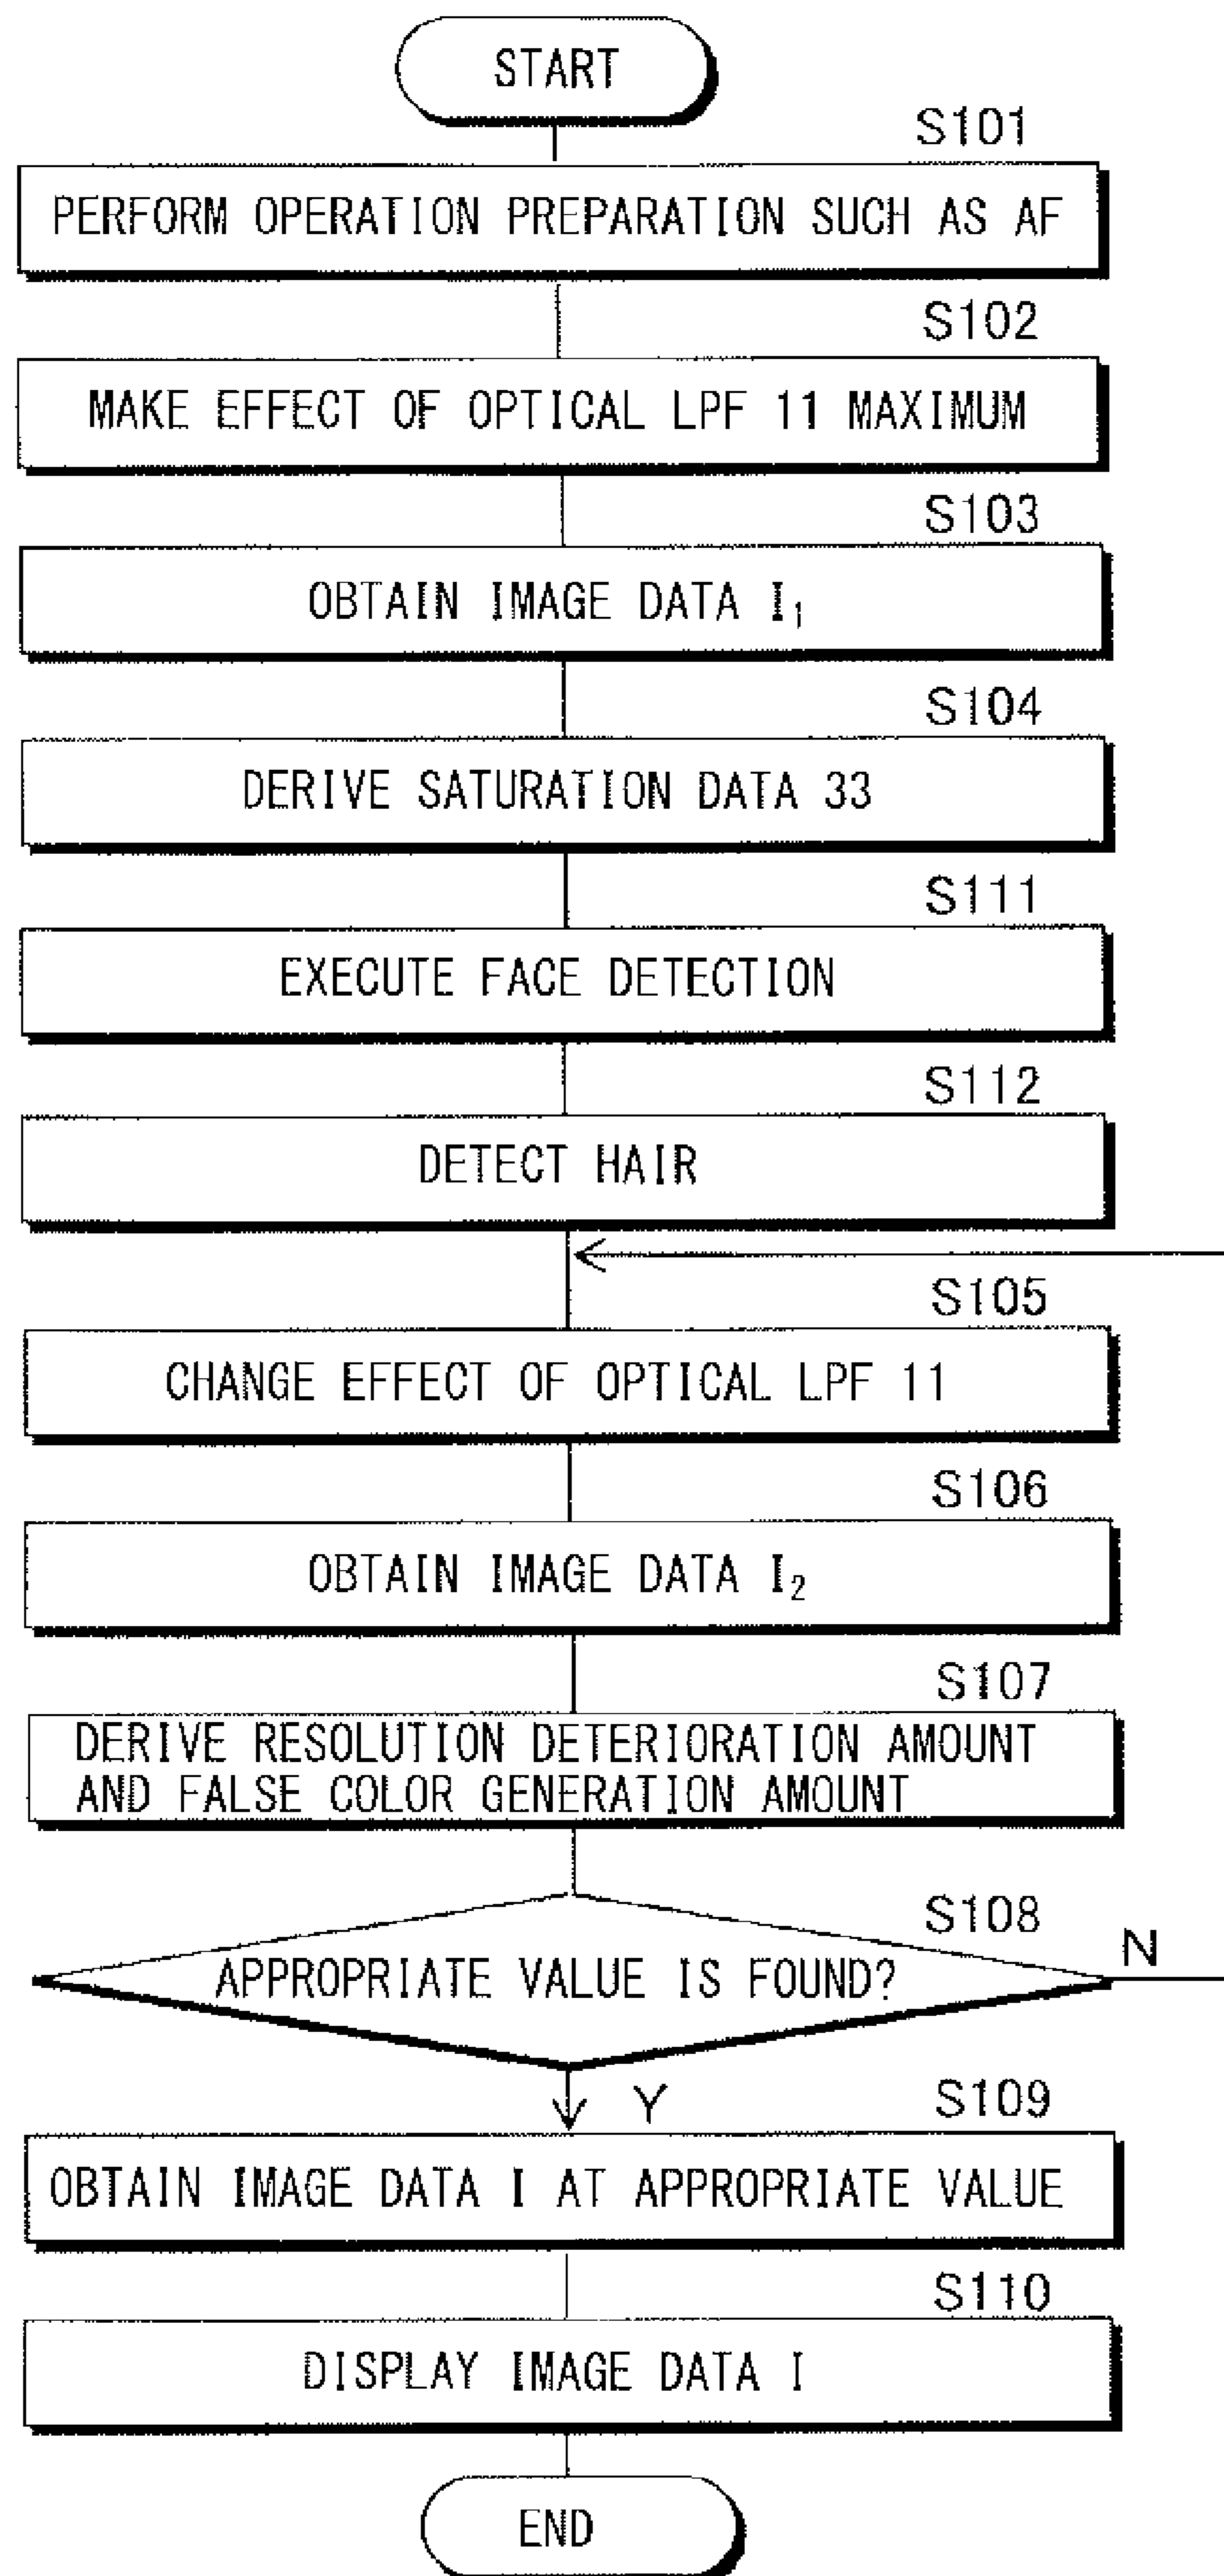 START
S101
PERFORM OPERATION PREPARATION SUCH AS AF
S102
MAKE EFFECT OF OPTICAL LPF 11 MAXIMUM
S103
OBTAIN IMAGE DATA I₁
S104
DERIVE SATURATION DATA 33
S111
EXECUTE FACE DETECTION
S112
DETECT HAIR
S105
CHANGE EFFECT OF OPTICAL LPF 11
S106
OBTAIN IMAGE DATA I₂
S107
DERIVE RESOLUTION DETERIORATION AMOUNT
AND FALSE COLOR GENERATION AMOUNT
S108
APPROPRIATE VALUE IS FOUND?
N
Y
S109
OBTAIN IMAGE DATA I AT APPROPRIATE VALUE
S110
DISPLAY IMAGE DATA I
END